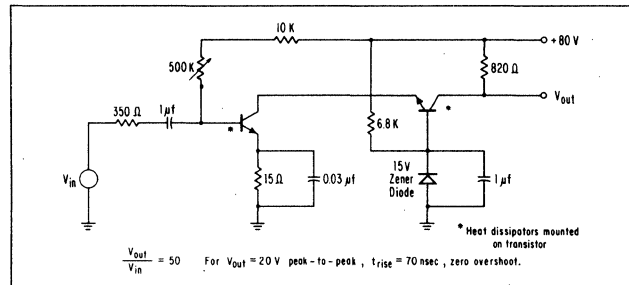 10 K
+80 V
500 K
820 Ω
350 Ω
1 μf
*
*
Vout
6.8 K
Vin
15 Ω
0.03 μf
15 V
Zener
Diode
1 μf
* Heat dissipators mounted
on transistor
Vout
Vin
= 50 For Vout = 20 V peak-to-peak, trise = 70 nsec, zero overshoot.